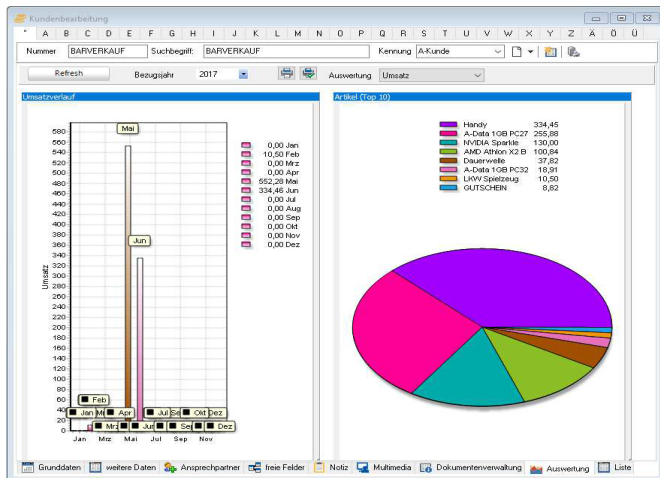 Kundenbearbeitung
* A B C D E F G H I J K L M N O P Q R S T U V W X Y Z Ä Ö Ü
Nummer BARVERKAUF Suchbegriff: BARVERKAUF Kennung A-Kunde
Refresh Bezugsjahr 2017 Auswertung Umsatz
Umsatzverlauf
Mai
Jun
Feb
Jan Apr Jul Okt Dez
Mrz Dez
Umsatz
580
560
540
520
500
480
460
440
420
400
380
360
340
320
300
280
260
240
220
200
180
160
140
120
100
80
60
40
20
0
Jan Mrz Mai Jul Sep Nov
0,00 Jan
10,50 Feb
0,00 Mrz
0,00 Apr
552,28 Mai
334,46 Jun
0,00 Jul
0,00 Aug
0,00 Sep
0,00 Okt
0,00 Nov
0,00 Dez
Artikel (Top 10)
Handy 334,45
A-Data 1GB PC27 255,88
NVIDIA Sparkle 130,00
AMD Athlon X2 B 100,84
Dauerwelle 37,82
A-Data 1GB PC32 18,91
LKW Spielzeug 10,50
GUTSCHEIN 8,82
Grunddaten weitere Daten Ansprechpartner freie Felder Notiz Multimedia Dokumentenverwaltung Auswertung Liste